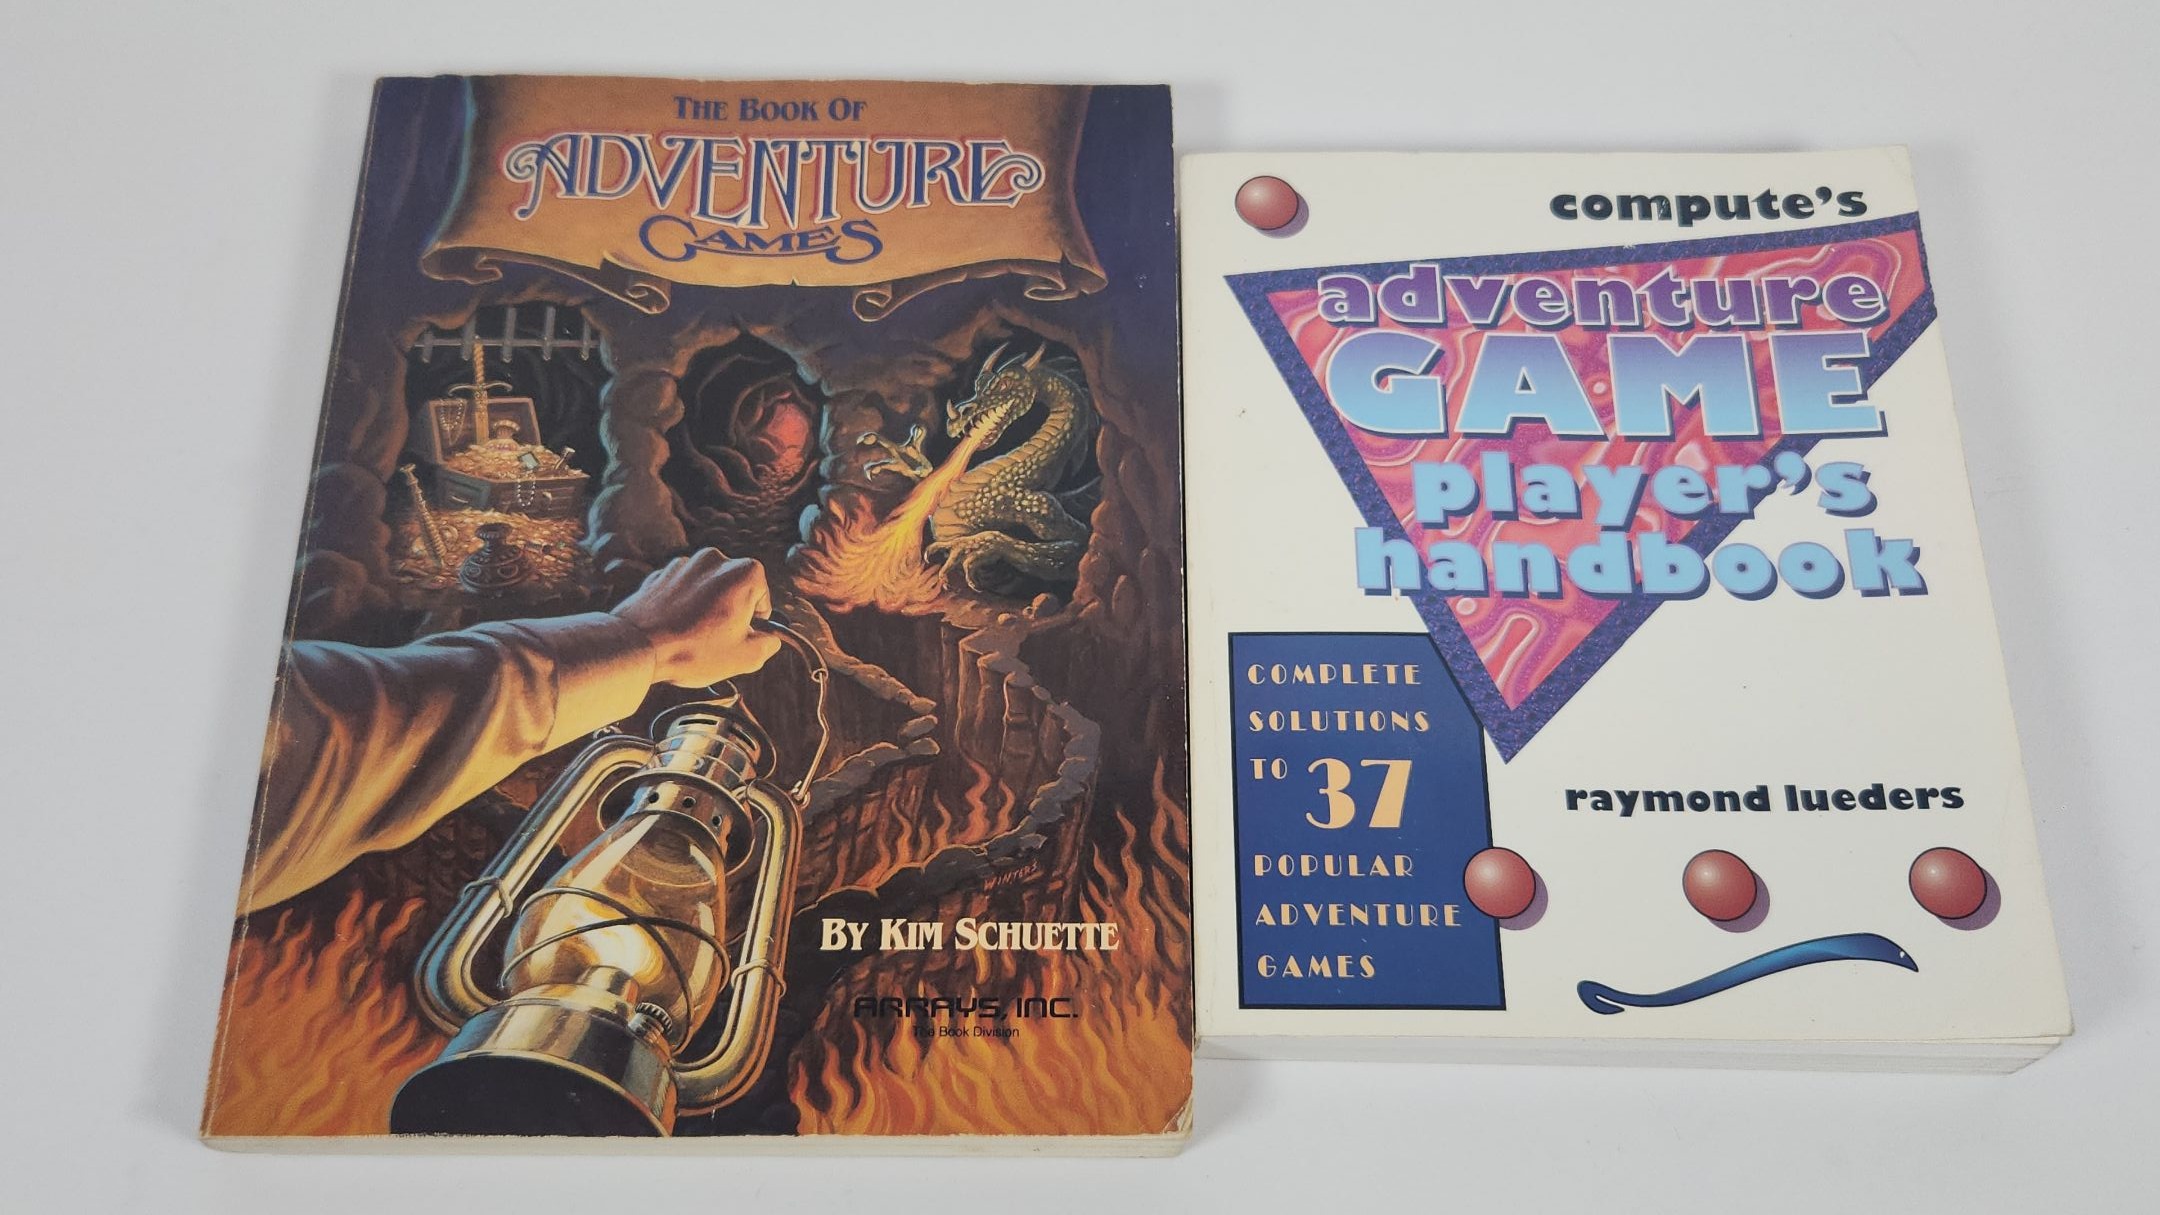 THE BOOK OF
ADVENTURE
GAMES
WINTERS
BY KIM SCHUETTE
ARRAYS, INC.
The Book Division
compute's
adventure
GAME
player's
handbook
COMPLETE
SOLUTIONS
TO 37
POPULAR
ADVENTURE
GAMES
raymond lueders